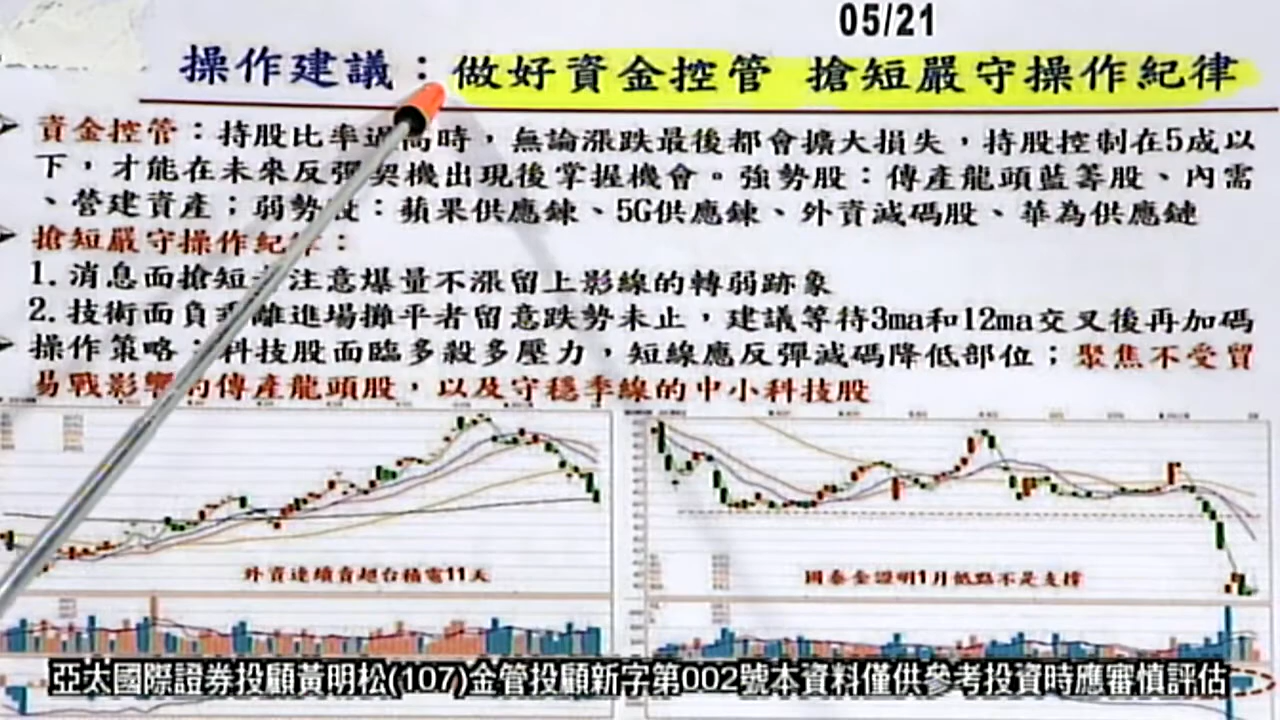 05/21
操作建議：做好資金控管 搶短嚴守操作紀律
資金控管：持股比率過高時，無論漲跌最後都會擴大損失，持股控制在5成以
下，才能在未來反彈契機出現後掌握機會。強勢股：傳產龍頭藍籌股、內需
、營建資產；弱勢股：蘋果供應鍊、5G供應鍊、外資減碼股、華為供應鏈
搶短嚴守操作紀律：
1. 消息面搶短 注意爆量不漲留上影線的轉弱跡象
2. 技術面負乖離進場攤平者留意跌勢未止，建議等待3ma和12ma交叉後再加碼
操作策略：科技股面臨多殺多壓力，短線應反彈減碼降低部位；聚焦不受貿
易戰影響的傳產龍頭股，以及守穩季線的中小科技股
外資連續賣超台積電11天
國泰金證明1月低點不是支撐
亞太國際證券投顧黃明松(107)金管投顧新字第002號本資料僅供參考投資時應審慎評估